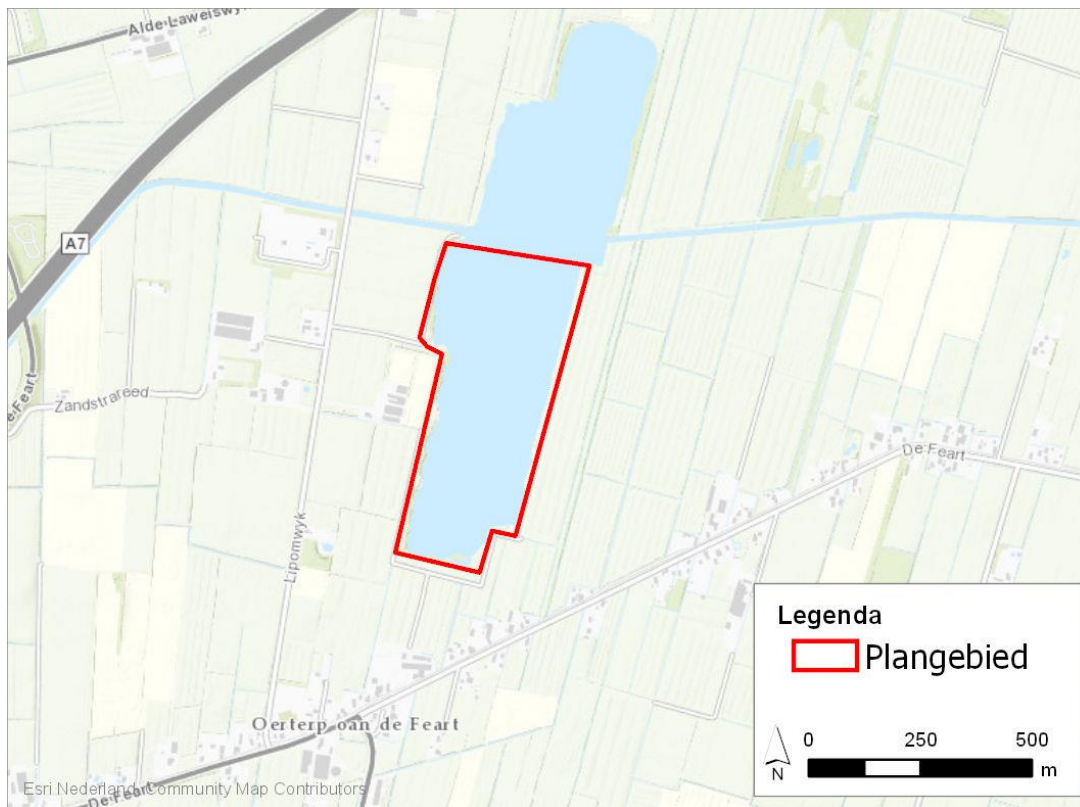 Alde Laweiswyk
A7
De Feart
Zandstrareed
De Feart
Lipomwyk
Legenda
Plangebied
Oerterp oan de Feart
0 250 500
m
N
Esri Nederland, Community Map Contributors
De Feart